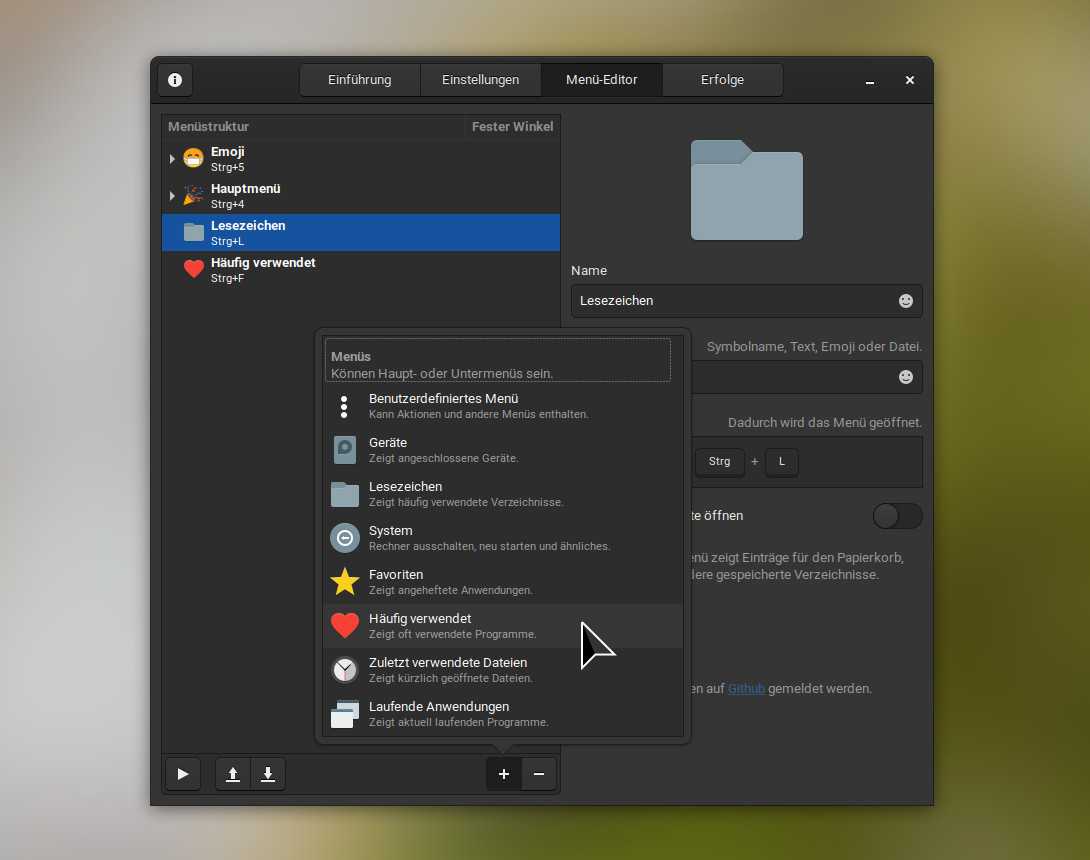 Einführung
Einstellungen
Menü-Editor
Erfolge
Menüstruktur
Fester Winkel
Emoji
Strg+5
Hauptmenü
Strg+4
Lesezeichen
Strg+L
Häufig verwendet
Strg+F
Name
Lesezeichen
Symbolname, Text, Emoji oder Datei.
Dadurch wird das Menü geöffnet.
Strg + L
te öffnen
enü zeigt Einträge für den Papierkorb,
dere gespeicherte Verzeichnisse.
en auf Github gemeldet werden.
Menüs
Können Haupt- oder Untermenüs sein.
Benutzerdefiniertes Menü
Kann Aktionen und andere Menüs enthalten.
Geräte
Zeigt angeschlossene Geräte.
Lesezeichen
Zeigt häufig verwendete Verzeichnisse.
System
Rechner ausschalten, neu starten und ähnliches.
Favoriten
Zeigt angeheftete Anwendungen.
Häufig verwendet
Zeigt oft verwendete Programme.
Zuletzt verwendete Dateien
Zeigt kürzlich geöffnete Dateien.
Laufende Anwendungen
Zeigt aktuell laufenden Programme.